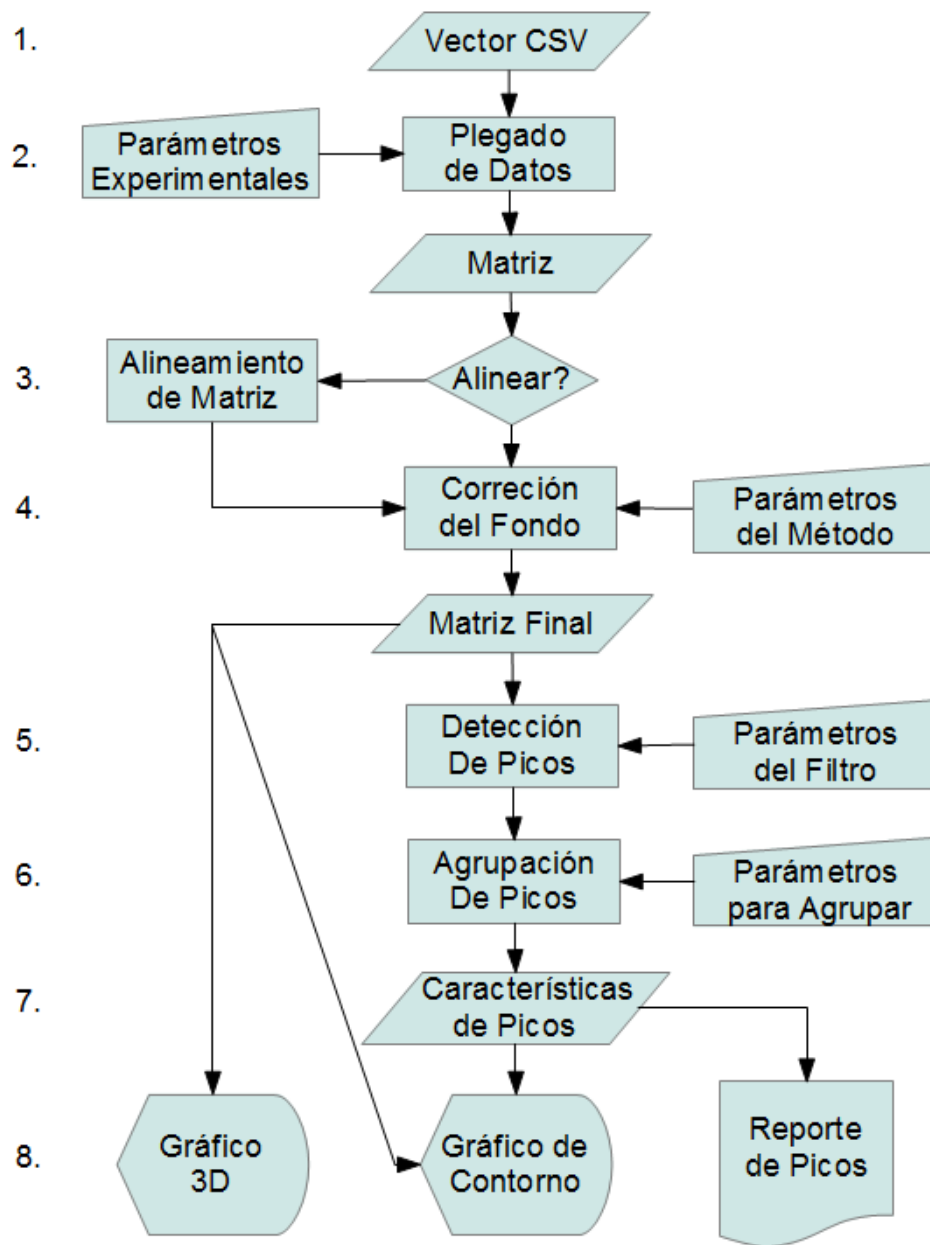 1.
Vector CSV
2.
Parámetros
Experimentales
Plegado
de Datos
Matriz
3.
Alineamiento
de Matriz
Alinear?
4.
Correción
del Fondo
Parámetros
del Método
Matriz Final
5.
Detección
De Picos
Parámetros
del Filtro
6.
Agrupación
De Picos
Parámetros
para Agrupar
7.
Característícas
de Picos
8.
Gráfico
3D
Gráfico de
Contorno
Reporte
de Picos